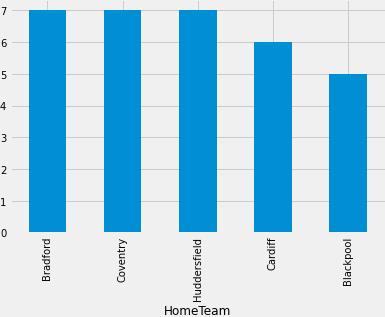 7
6
5
4
3
2
1
0
Bradford
Coventry
Huddersfield
Cardiff
Blackpool
HomeTeam